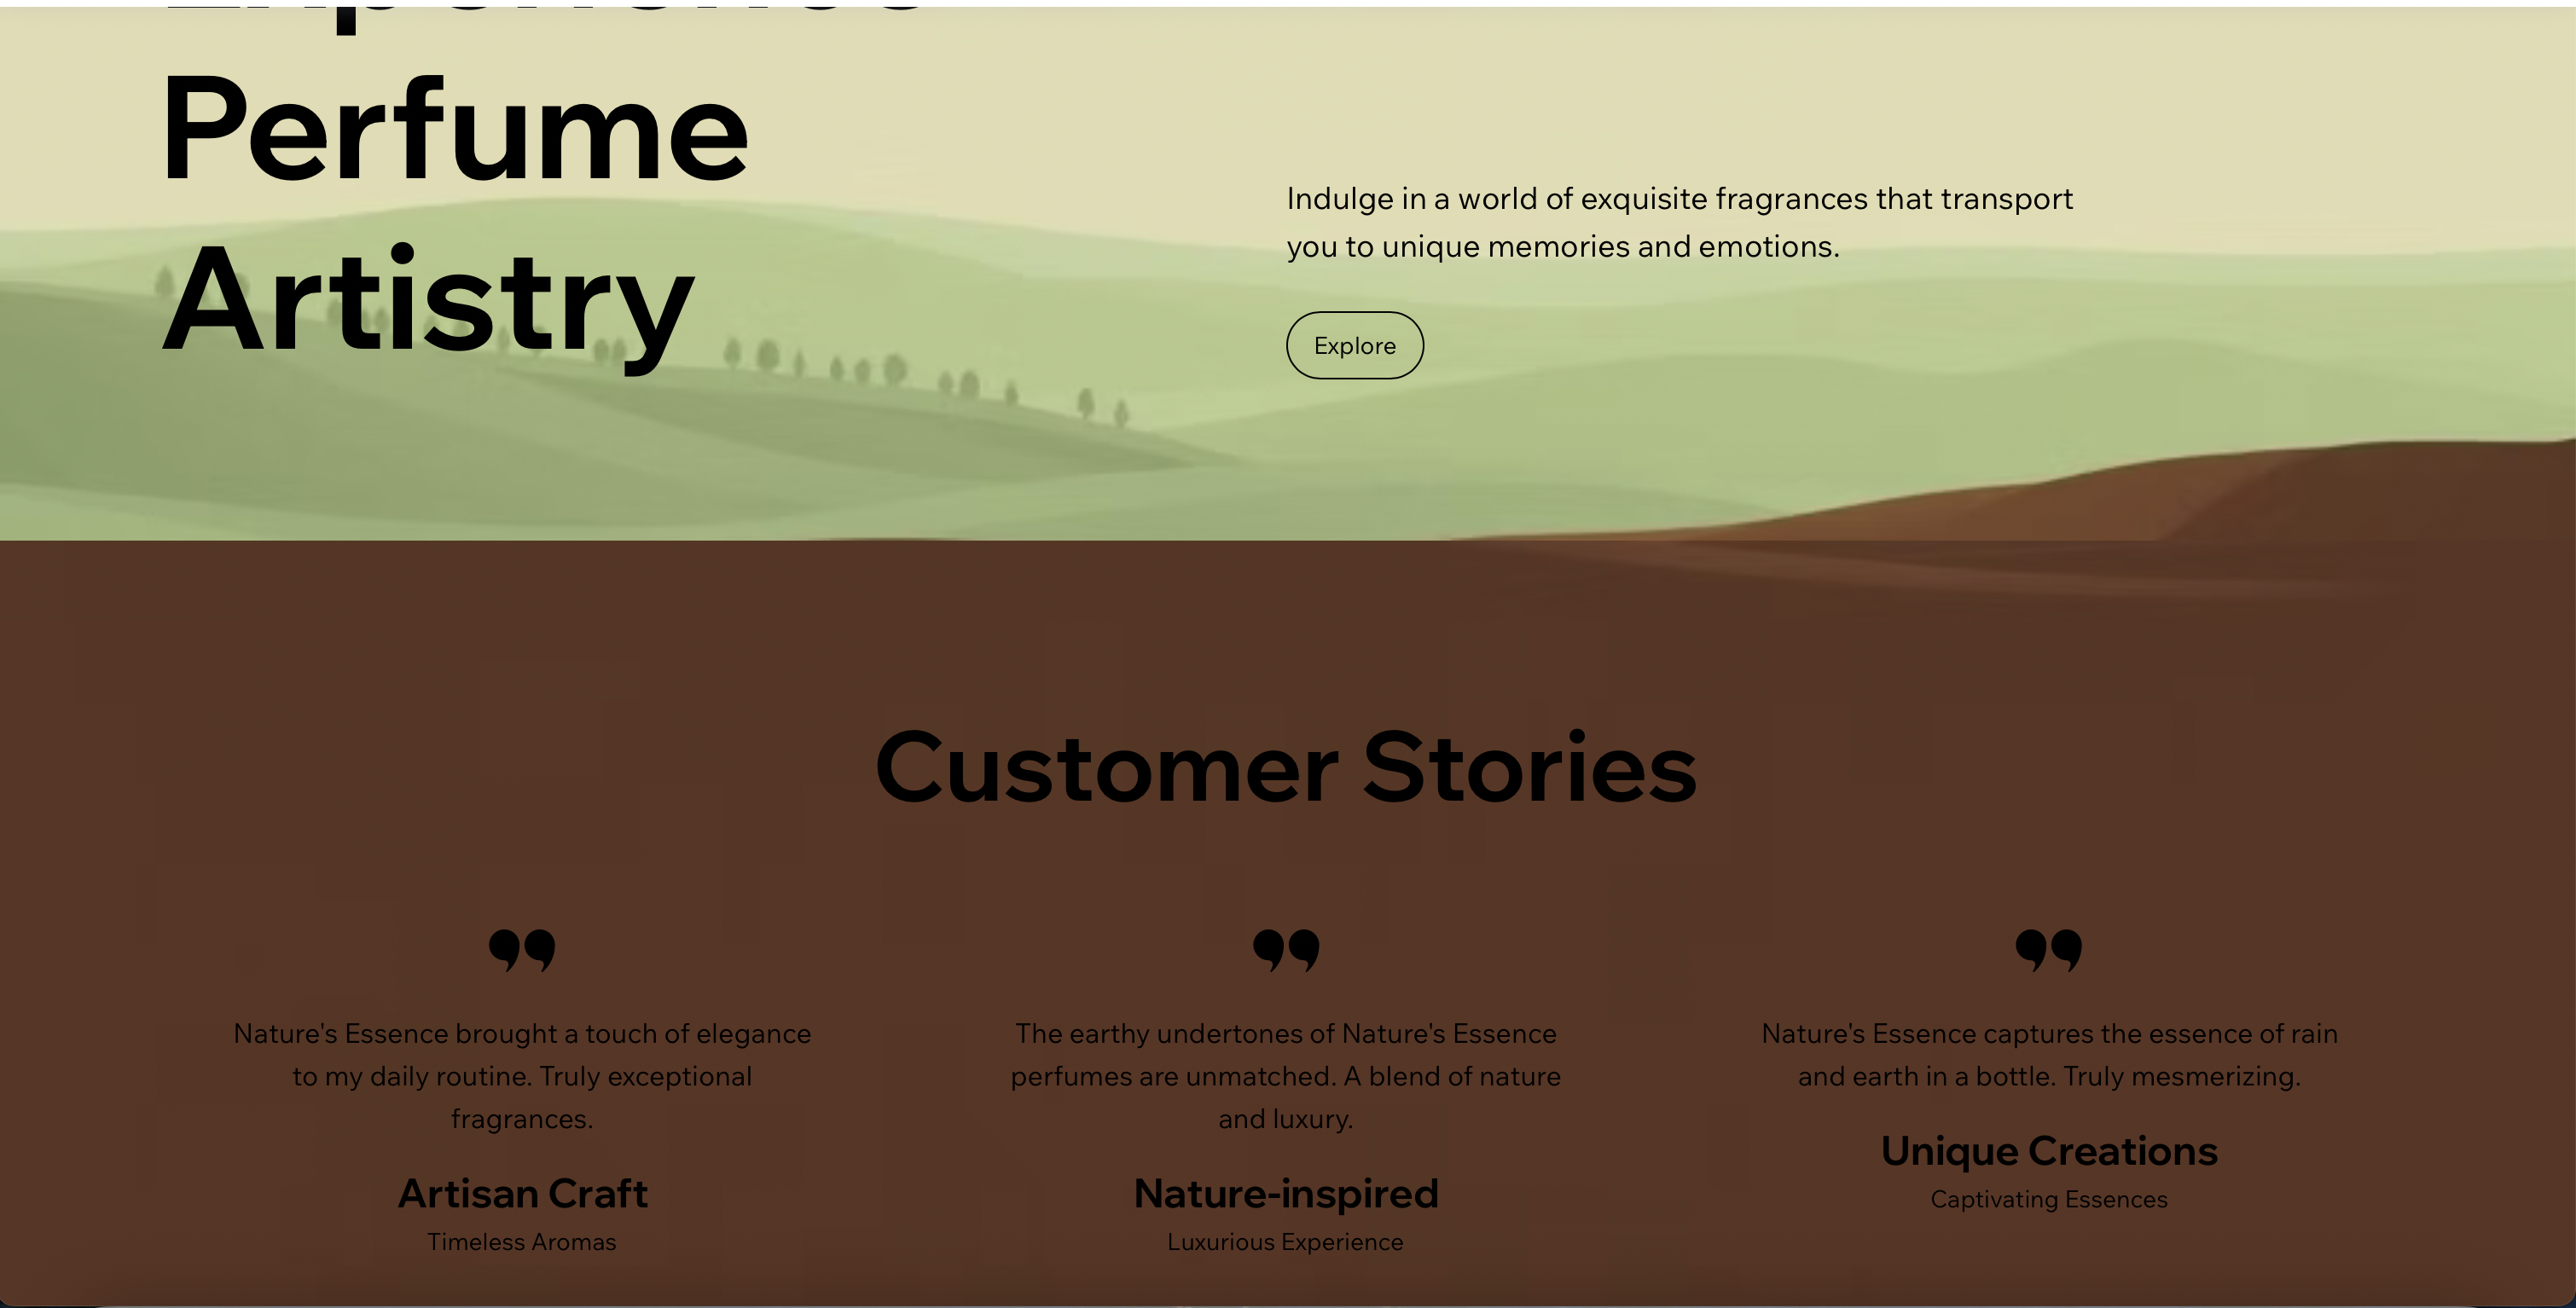 Perfume
Artistry
Indulge in a world of exquisite fragrances that transport
you to unique memories and emotions.
Explore
Customer Stories
Nature's Essence brought a touch of elegance
to my daily routine. Truly exceptional
fragrances.
Artisan Craft
Timeless Aromas
The earthy undertones of Nature's Essence
perfumes are unmatched. A blend of nature
and luxury.
Nature-inspired
Luxurious Experience
Nature's Essence captures the essence of rain
and earth in a bottle. Truly mesmerizing.
Unique Creations
Captivating Essences